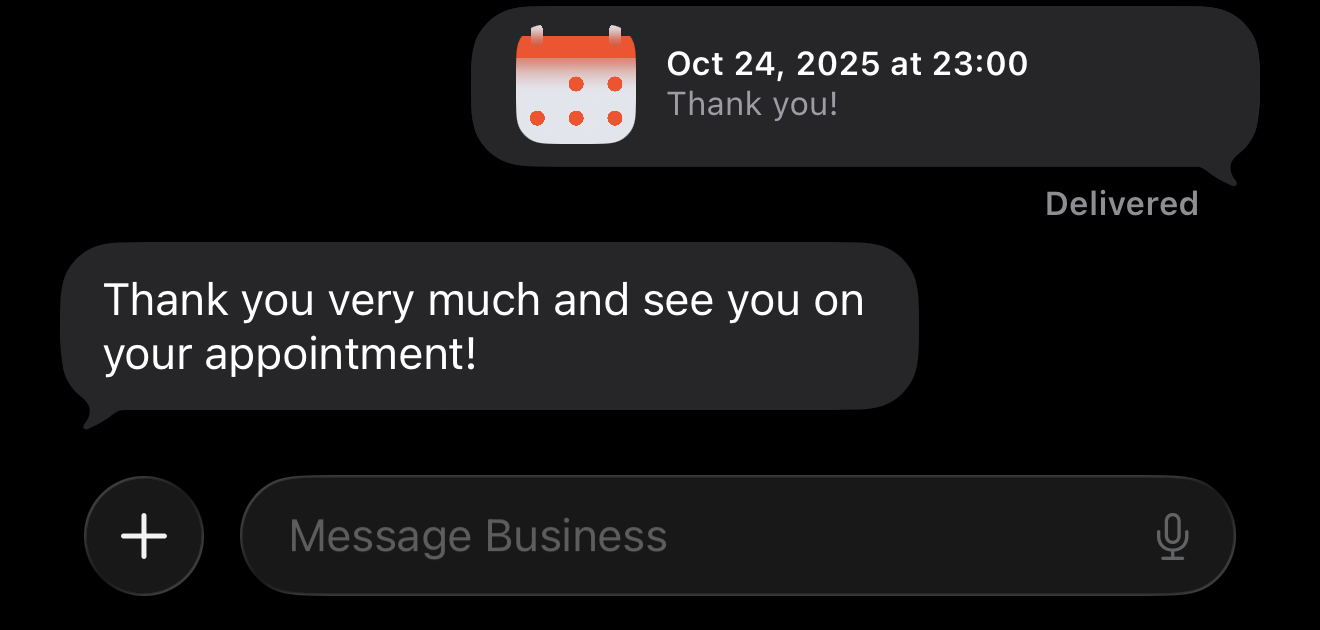 Oct 24, 2025 at 23:00
Thank you!
Delivered
Thank you very much and see you on
your appointment!
Message Business